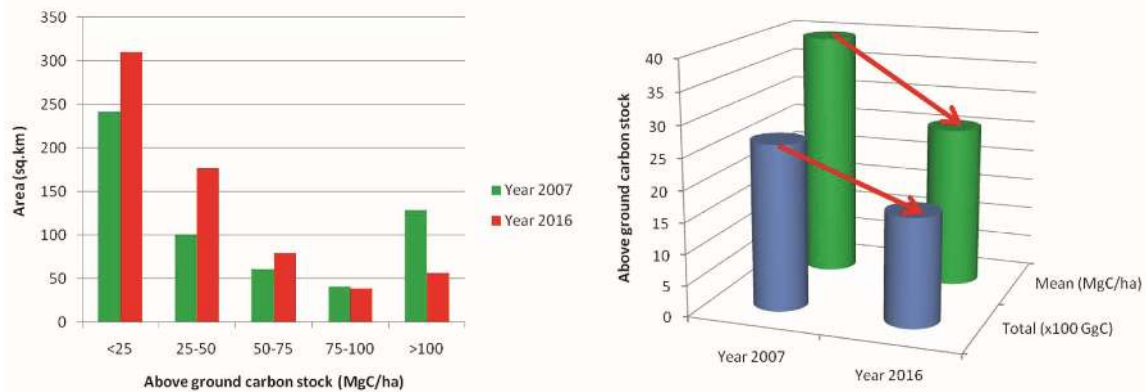 350
300
250
200
150
100
50
0
Area (sq.km)
<25 25-50 50-75 75-100 >100
Above ground carbon stock (MgC/ha)
Year 2007
Year 2016
40
35
30
25
20
15
10
5
0
Above ground carbon stock
Year 2007
Year 2016
Mean (MgC/ha)
Total (x100 GgC)